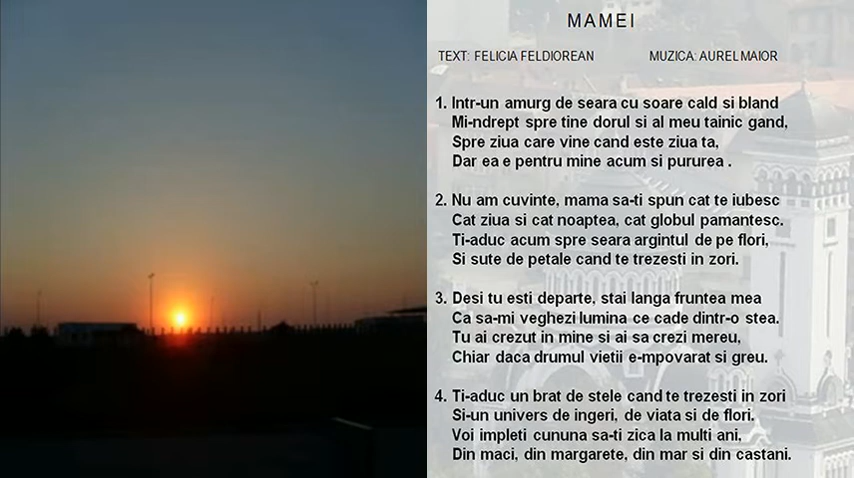 MAMEI
TEXT: FELICIA FELDIOREAN MUZICA: AUREL MAIOR
1. Intr-un amurg de seara cu soare cald si bland
Mi-ndrept spre tine dorul si al meu tainic gand,
Spre ziua care vine cand este ziua ta,
Dar ea e pentru mine acum si pururea .
2. Nu am cuvinte, mama sa-ti spun cat te iubesc
Cat ziua si cat noaptea, cat globul pamantesc.
Ti-aduc acum spre seara argintul de pe flori,
Si sute de petale cand te trezesti in zori.
3. Desi tu esti departe, stai langa fruntea mea
Ca sa-mi veghezi lumina ce cade dintr-o stea.
Tu ai crezut in mine si ai sa crezi mereu,
Chiar daca drumul vietii e-mpovarat si greu.
4. Ti-aduc un brat de stele cand te trezesti in zori
Si-un univers de ingeri, de viata si de flori.
Voi impleti cununa sa-ti zica la multi ani,
Din maci, din margarete, din mar si din castani.